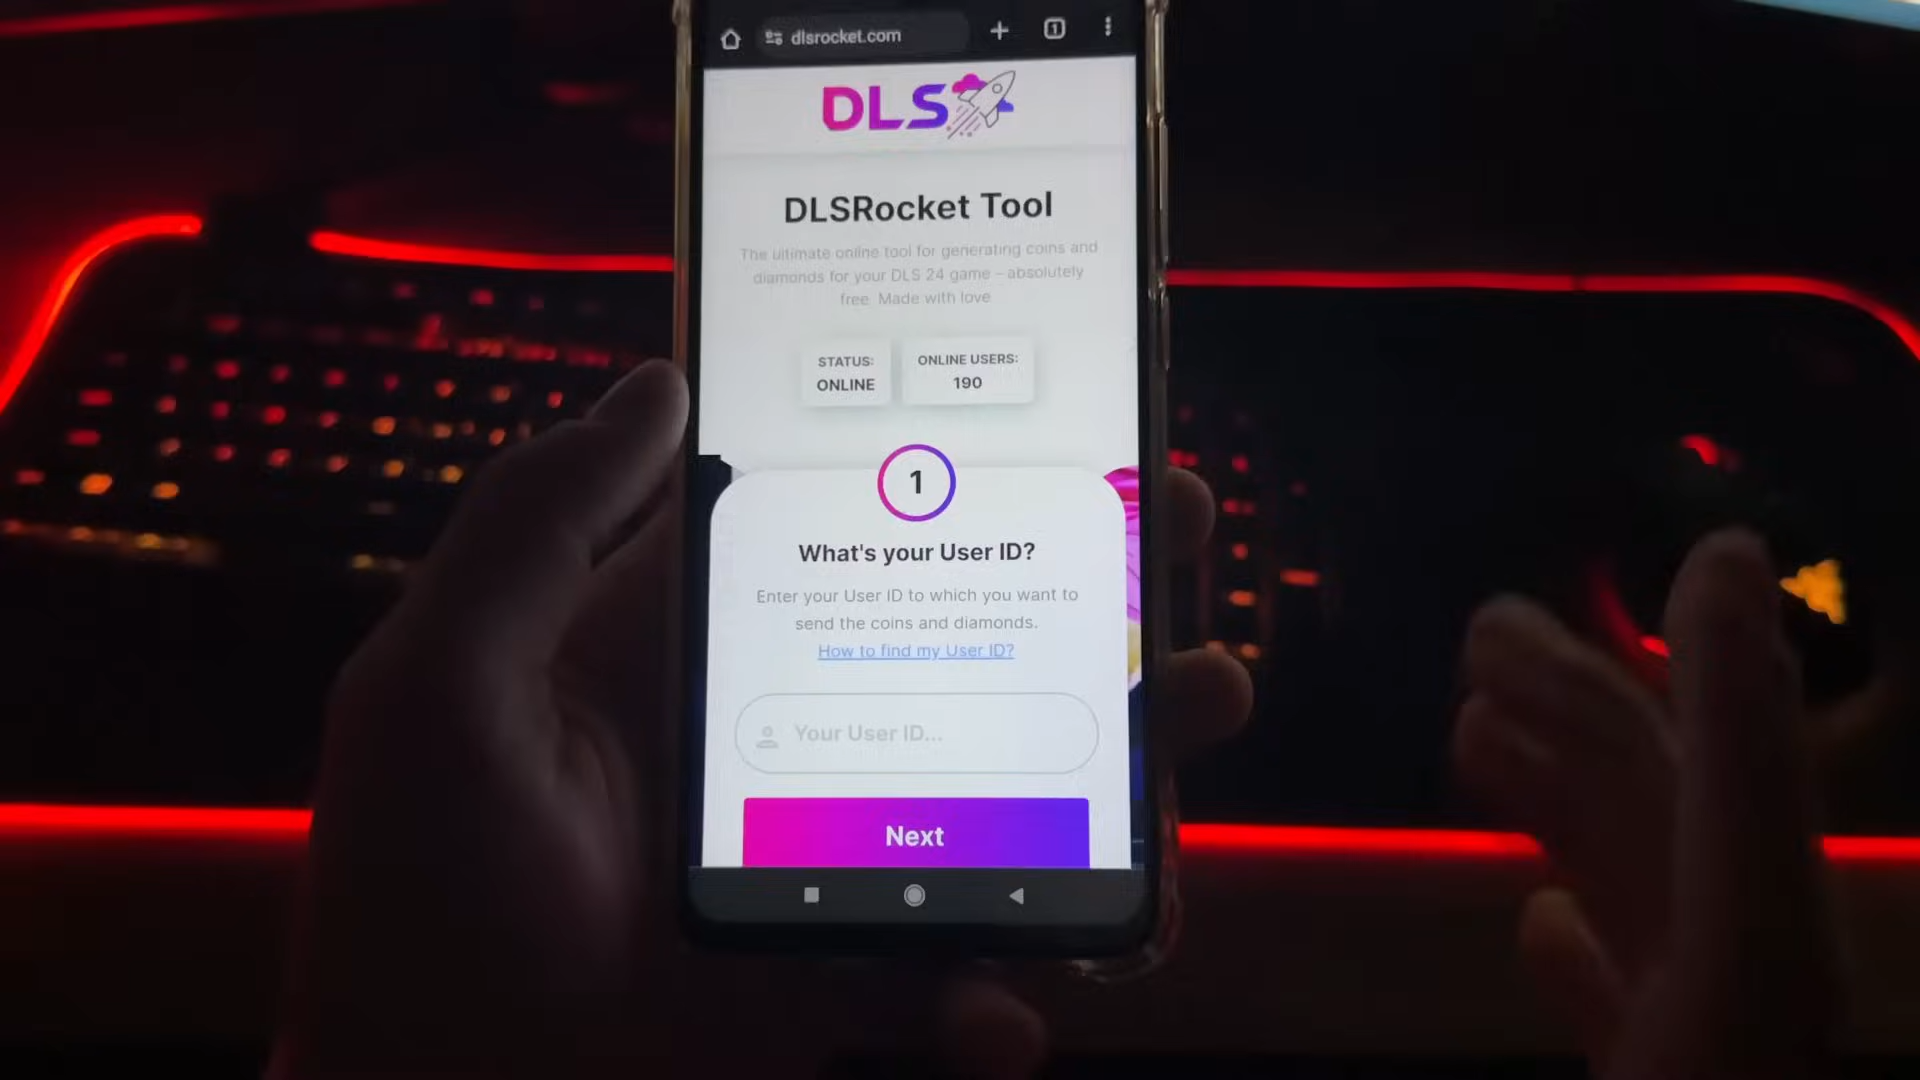 dlsrocket.com
1
DLS
DLSRocket Tool
The ultimate online tool for generating coins and
diamonds for your DLS 24 game – absolutely
free. Made with love
STATUS:
ONLINE
ONLINE USERS:
190
1
What's your User ID?
Enter your User ID to which you want to
send the coins and diamonds.
How to find my User ID?
Your User ID...
Next